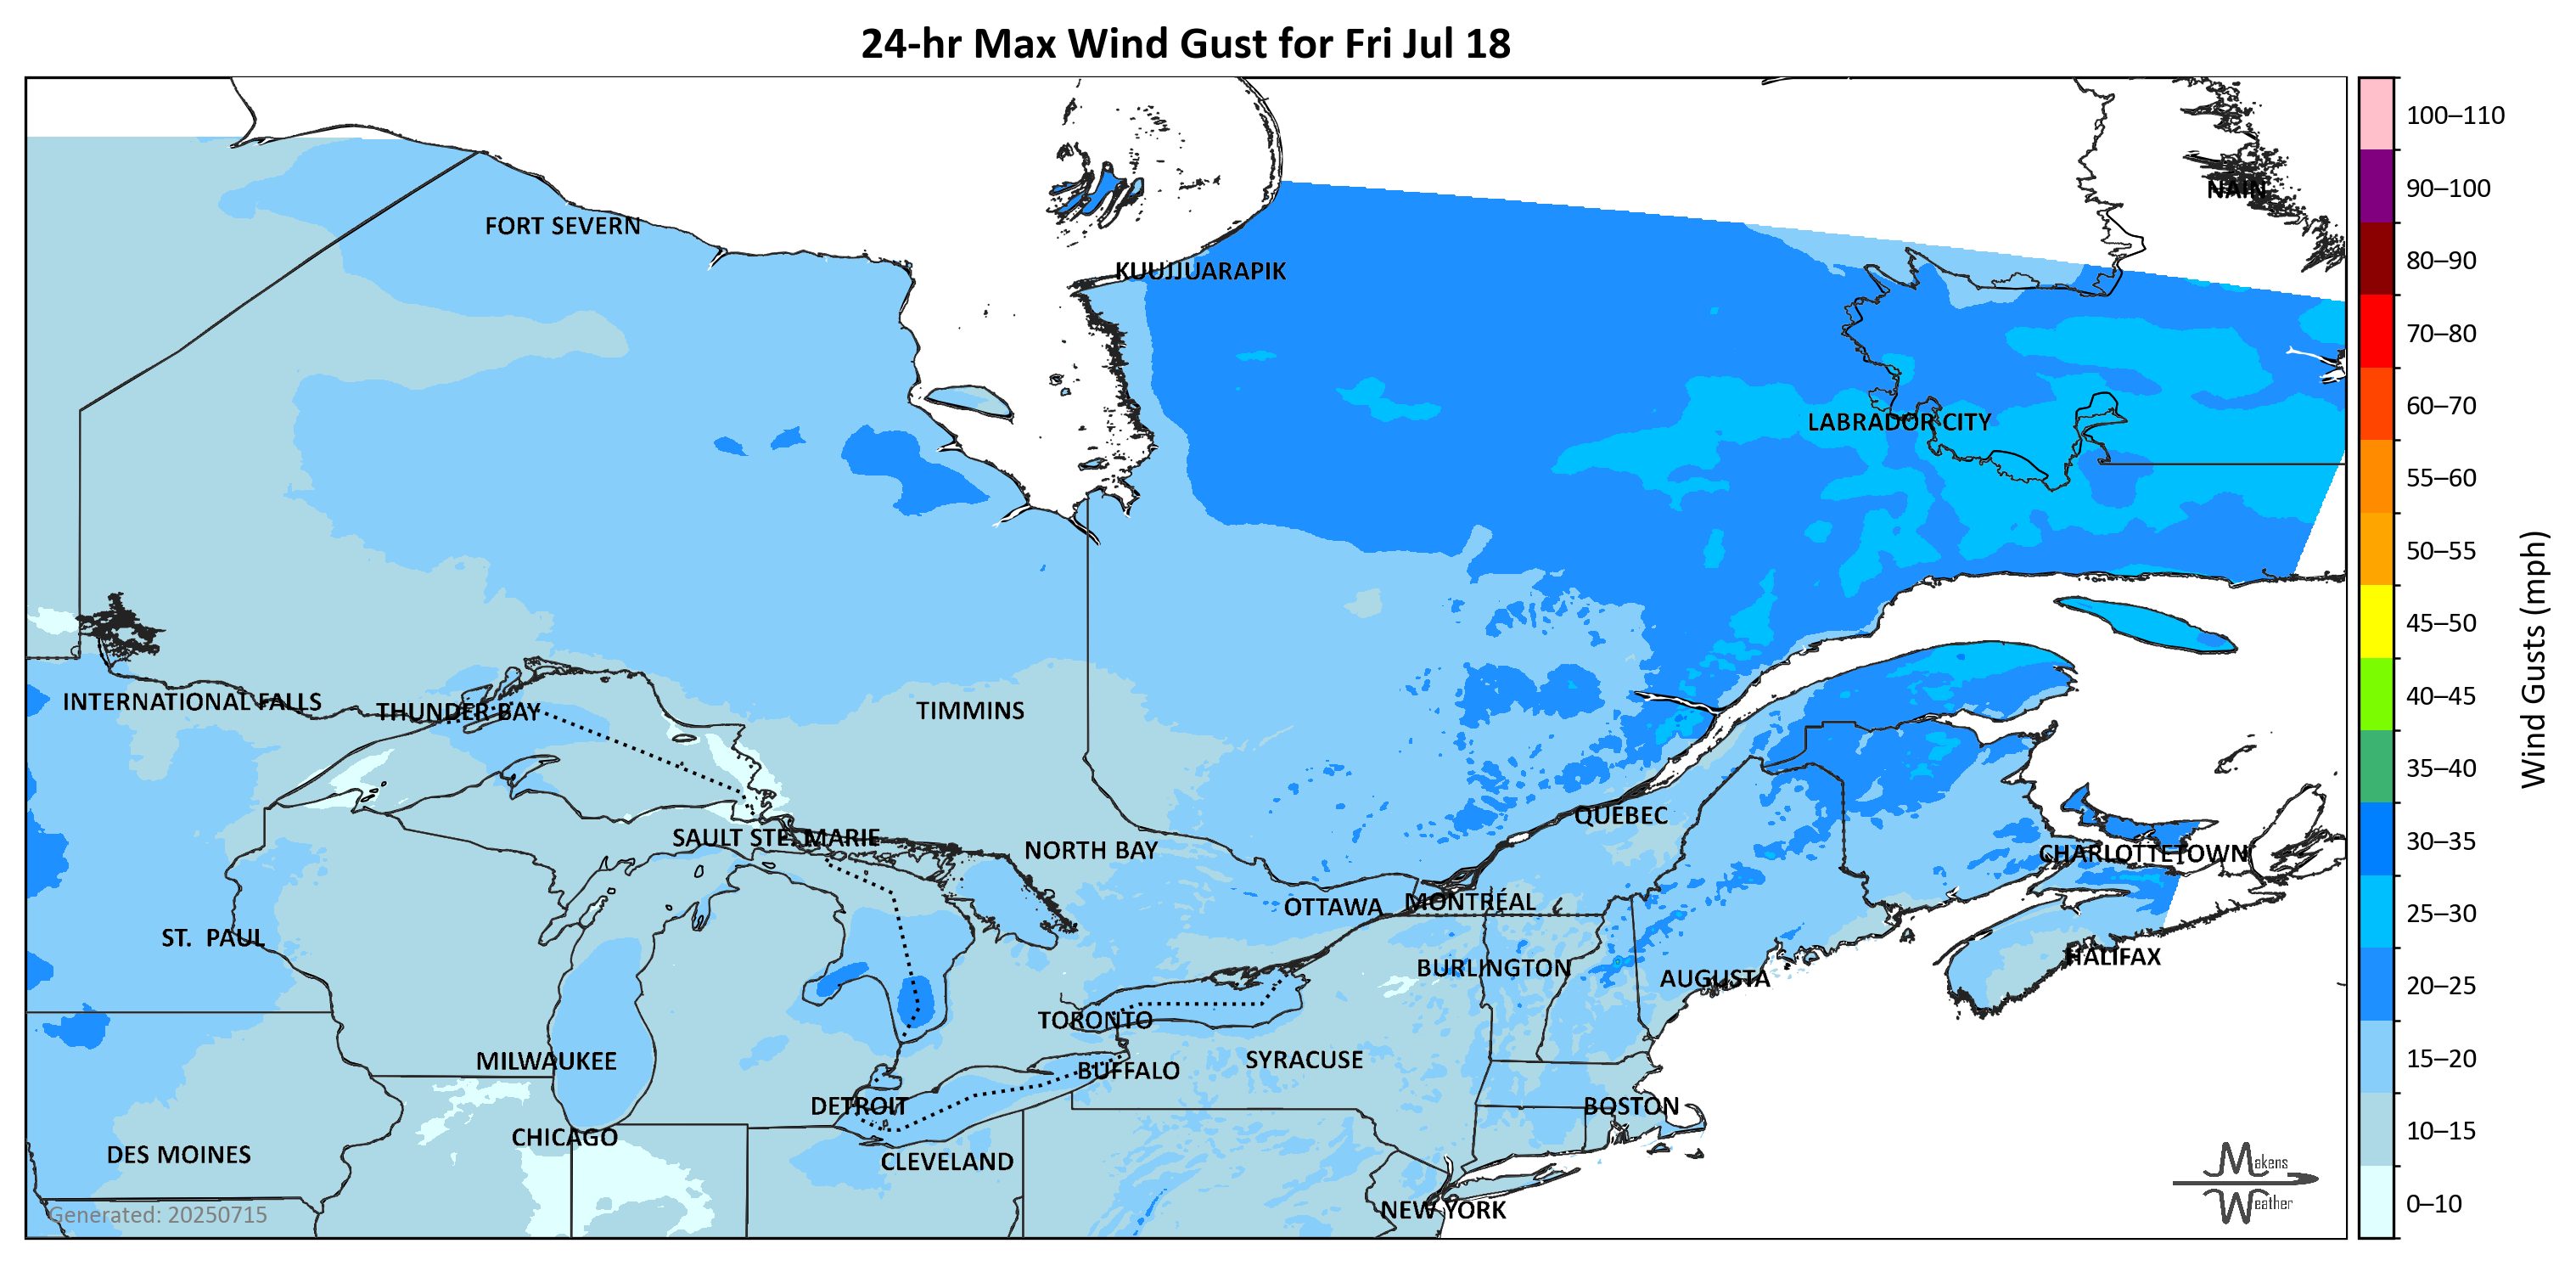 24-hr Max Wind Gust for Fri Jul 18
100–110
90–100
NAIN
FORT SEVERN
80–90
KUUJJUARAPIK
70–80
60–70
LABRADOR CITY
55–60
50–55
45–50
40–45
INTERNATIONAL FALLS
THUNDER BAY
TIMMINS
Wind Gusts (mph)
35–40
QUEBEC
SAULT STE. MARIE
30–35
NORTH BAY
CHARLOTTETOWN
OTTAWA
MONTRÉAL
25–30
ST. PAUL
HALIFAX
BURLINGTON
AUGUSTA
20–25
TORONTO
MILWAUKEE
SYRACUSE
15–20
BUFFALO
DETROIT
BOSTON
CHICAGO
10–15
DES MOINES
CLEVELAND
Makens
Weather
NEW YORK
0–10
Generated: 20250715